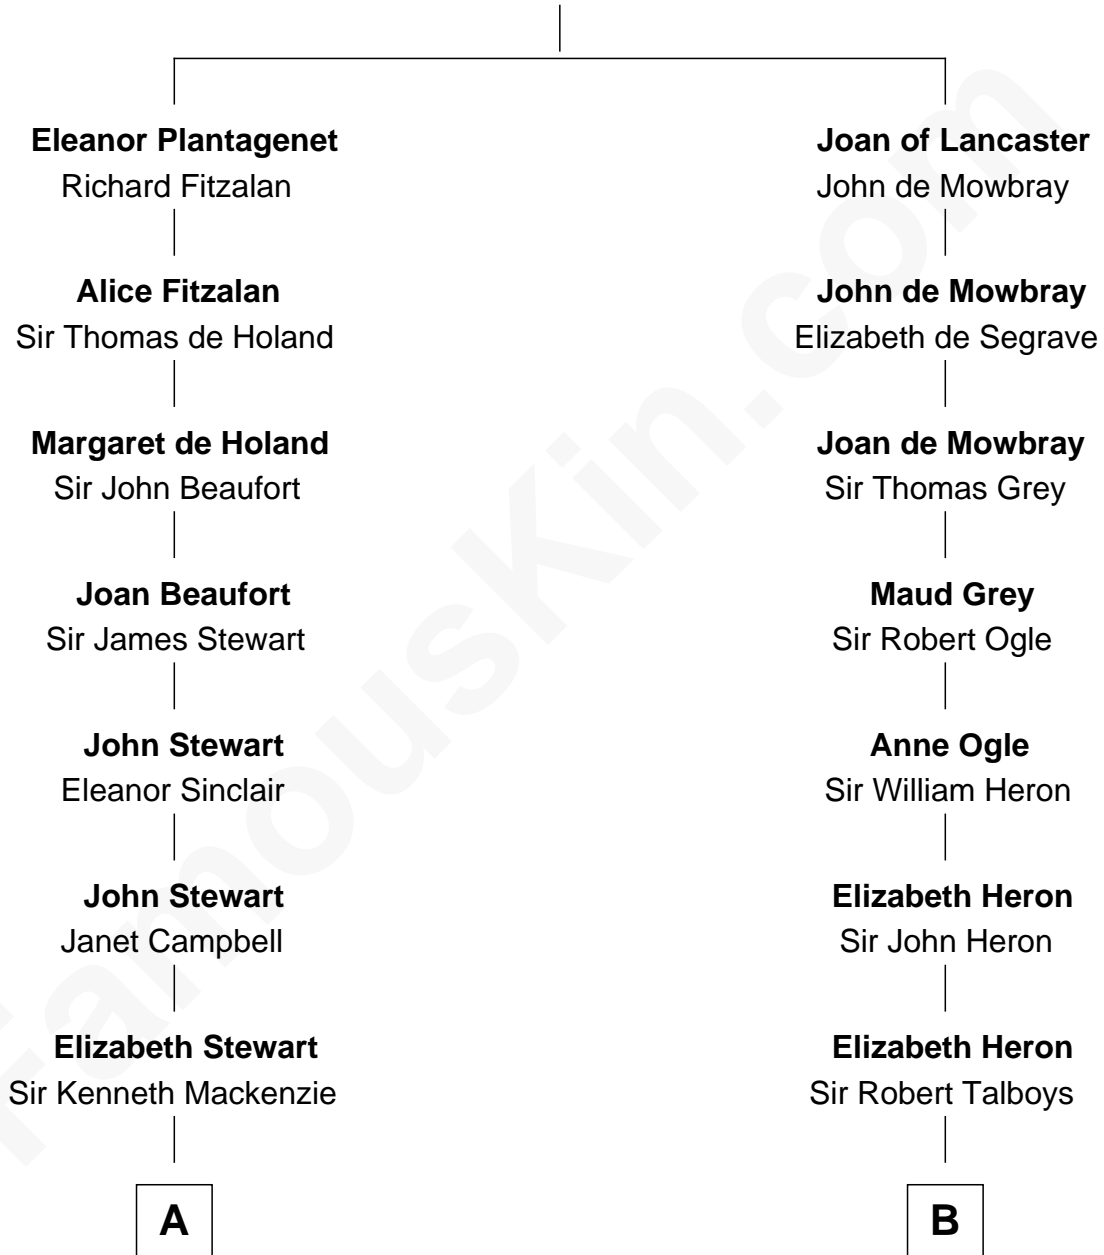 Eleanor Plantagenet
Richard Fitzalan
Alice Fitzalan
Sir Thomas de Holand
Margaret de Holand
Sir John Beaufort
Joan Beaufort
Sir James Stewart
John Stewart
Eleanor Sinclair
John Stewart
Janet Campbell
Elizabeth Stewart
Sir Kenneth Mackenzie
A
Joan of Lancaster
John de Mowbray
John de Mowbray
Elizabeth de Segrave
Joan de Mowbray
Sir Thomas Grey
Maud Grey
Sir Robert Ogle
Anne Ogle
Sir William Heron
Elizabeth Heron
Sir John Heron
Elizabeth Heron
Sir Robert Talboys
B
FamousKin.com